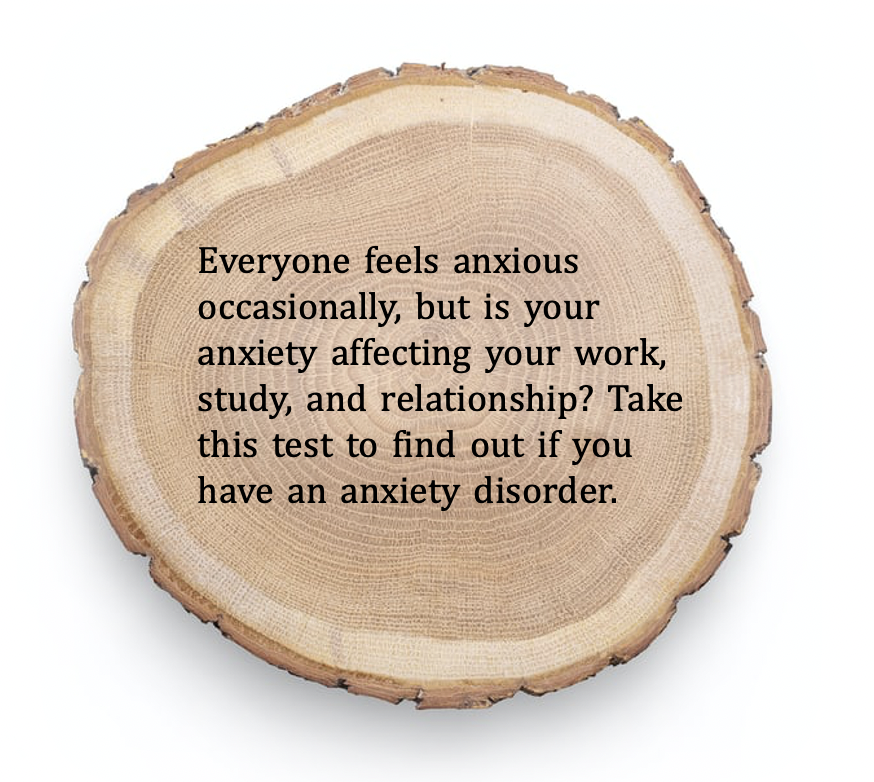 Everyone feels anxious
occasionally, but is your
anxiety affecting your work,
study, and relationship? Take
this test to find out if you
have an anxiety disorder.